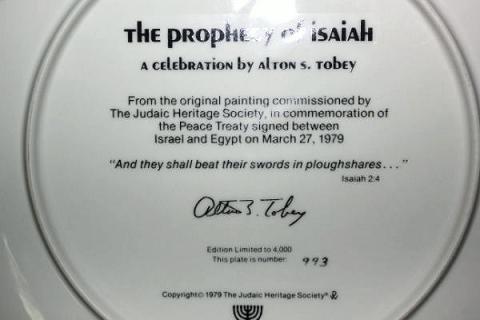 the prophecy of isaiah
a celebration by alton s. tobey
From the original painting commissioned by
The Judaic Heritage Society, in commemoration of
the Peace Treaty signed between
Israel and Egypt on March 27, 1979
"And they shall beat their swords in ploughshares..."
Isaiah 2:4
Alton S. Tobey
Edition Limited to 4,000
This plate is number: 993
Copyright© 1979 The Judaic Heritage Society®